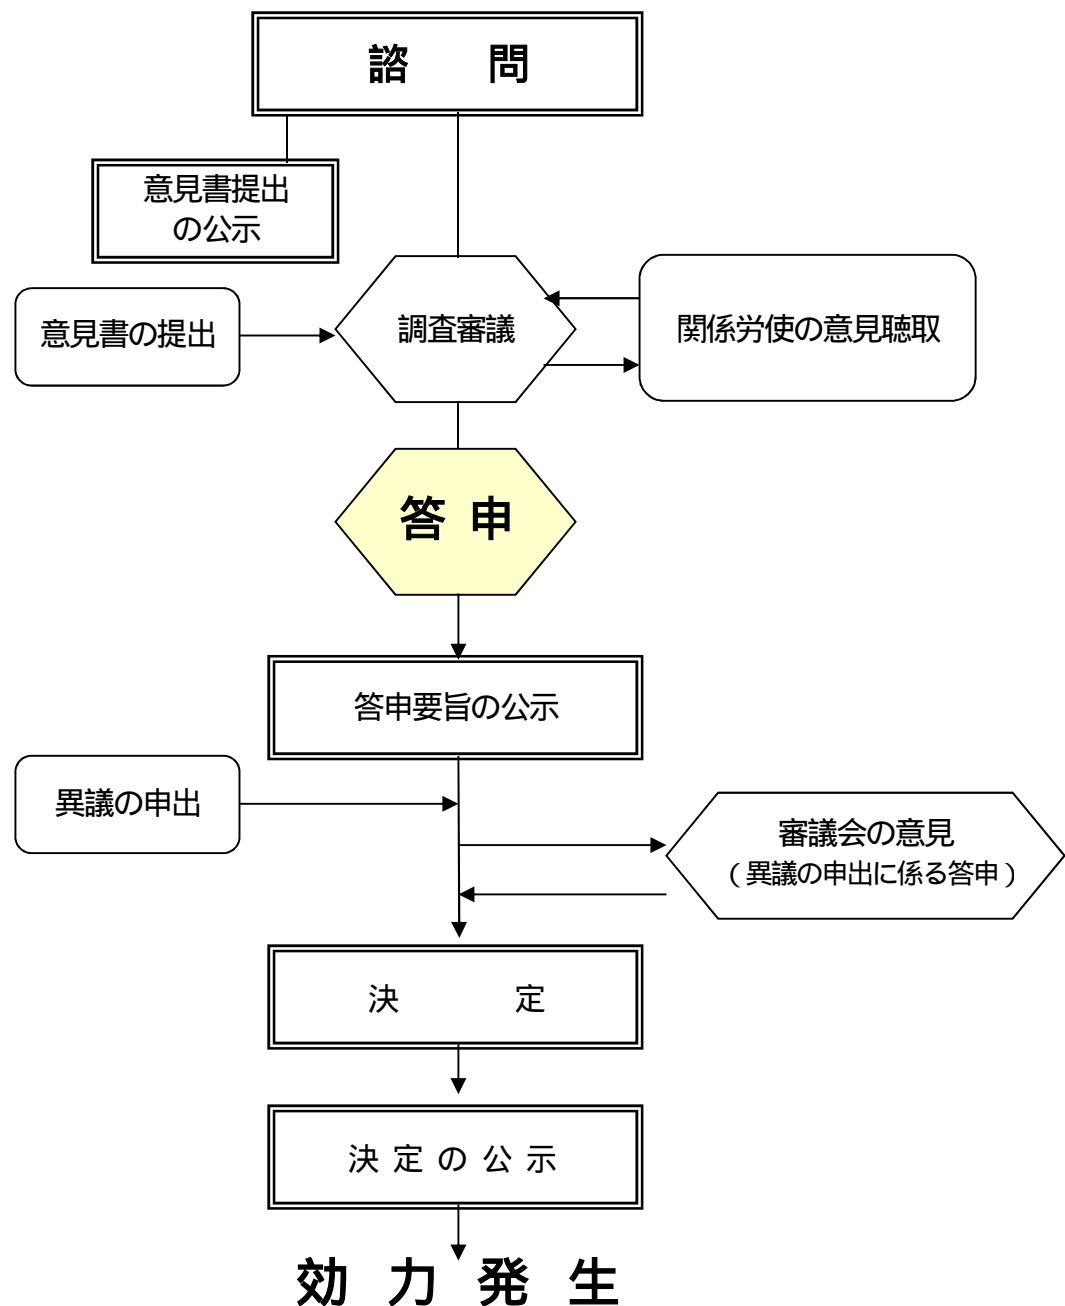 諮　問
意見書提出
の公示
意見書の提出
調査審議
関係労使の意見聴取
答 申
答申要旨の公示
異議の申出
審議会の意見
（異議の申出に係る答申）
決　　定
決 定 の 公 示
効 力 発 生